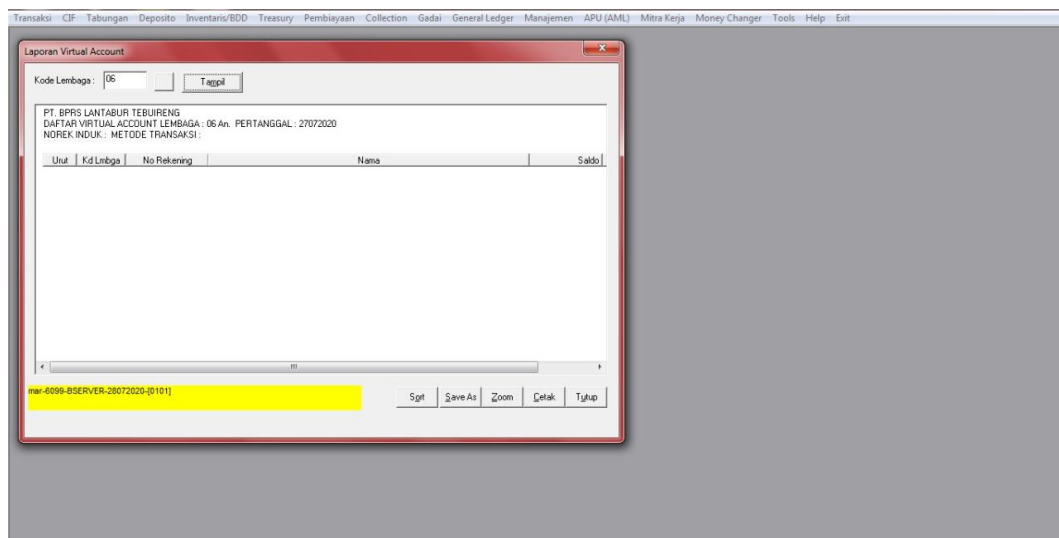 Transaksi CIF Tabungan Deposito Inventaris/BDD Treasury Pembiayaan Collection Gadai General Ledger Manajemen APU (AML) Mitra Kerja Money Changer Tools Help Exit
Laporan Virtual Account
Kode Lembaga : 06 Tampil
PT. BPRS LANTABUR TEBUIRENG
DAFTAR VIRTUAL ACCOUNT LEMBAGA : 06 An. PERTANGGAL : 27072020
NOREK INDUK : METODE TRANSAKSI :
Urut Kd Lmbga No Rekening Nama Saldo
mar-6099-BSERVER-28072020-[0101]
Sort Save As Zoom Cetak Tutup